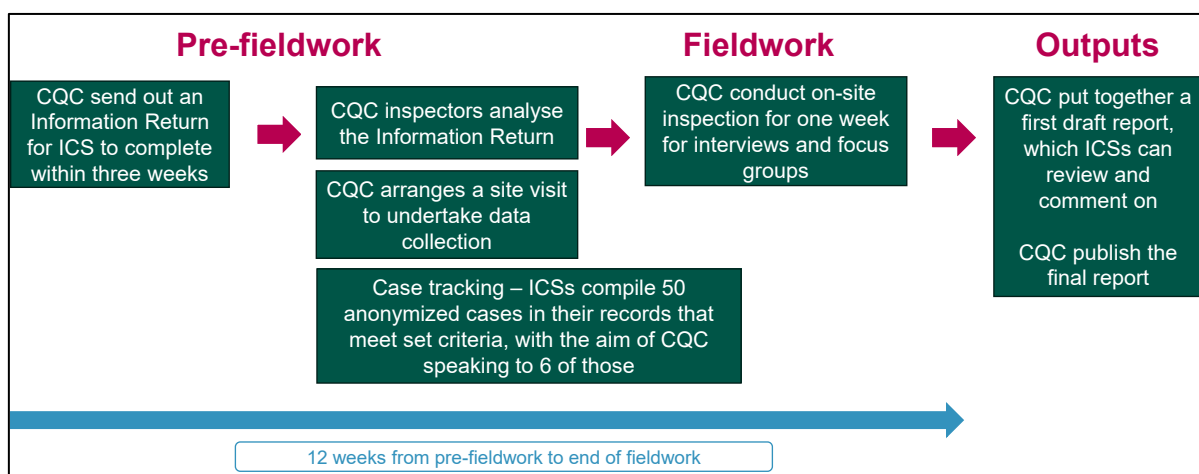 Pre-fieldwork
Fieldwork
Outputs
CQC send out an
Information Return
for ICS to complete
within three weeks
CQC inspectors analyse
the Information Return
CQC arranges a site visit
to undertake data
collection
Case tracking – ICSs compile 50
anonymized cases in their records that
meet set criteria, with the aim of CQC
speaking to 6 of those
CQC conduct on-site
inspection for one week
for interviews and focus
groups
CQC put together a
first draft report,
which ICSs can
review and
comment on
CQC publish the
final report
12 weeks from pre-fieldwork to end of fieldwork